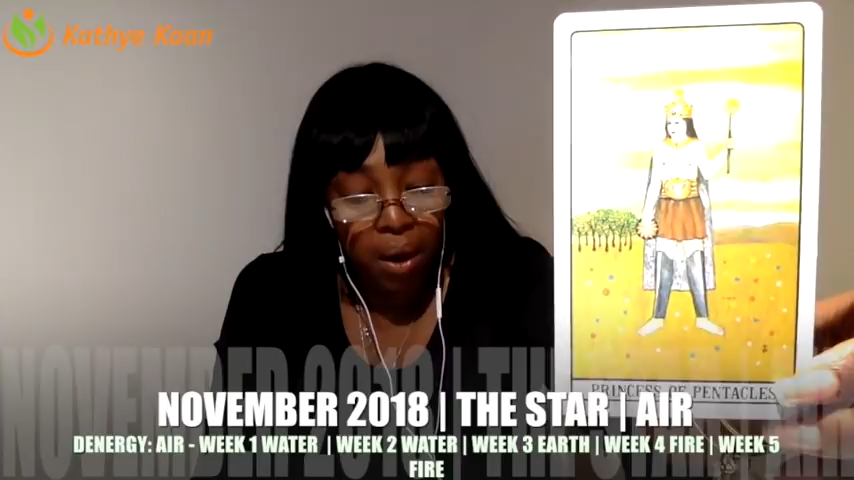 Kathye Koan
PRINCESS OF PENTACLES
NOVEMBER 2018 | THE STAR | AIR
DENERGY: AIR - WEEK 1 WATER | WEEK 2 WATER | WEEK 3 EARTH | WEEK 4 FIRE | WEEK 5
FIRE